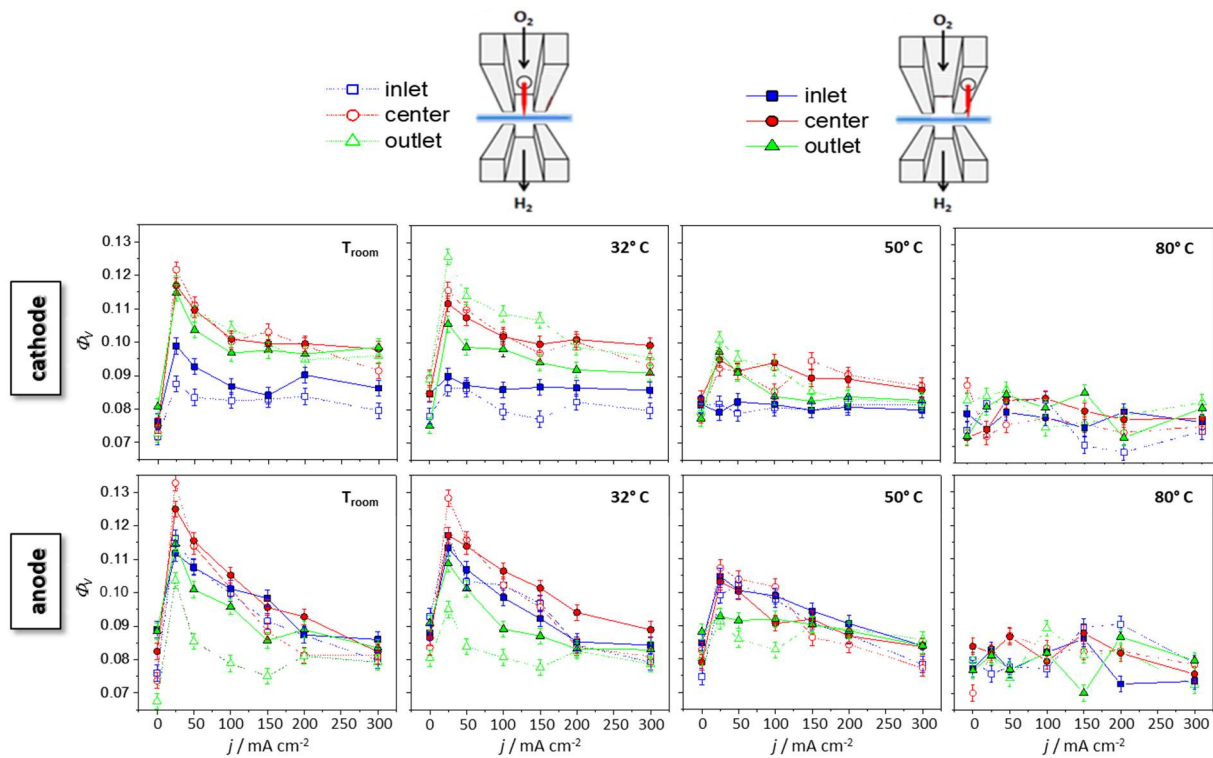 O₂
O₂
inlet
center
outlet
inlet
center
outlet
H₂
H₂
cathode
Φᵥ
0.13
0.12
0.11
0.10
0.09
0.08
0.07
T_room
32° C
50° C
80° C
anode
Φᵥ
0.13
0.12
0.11
0.10
0.09
0.08
0.07
T_room
32° C
50° C
80° C
0 50 100 150 200 250 300
0 50 100 150 200 250 300
0 50 100 150 200 250 300
0 50 100 150 200 250 300
j / mA cm⁻²
j / mA cm⁻²
j / mA cm⁻²
j / mA cm⁻²